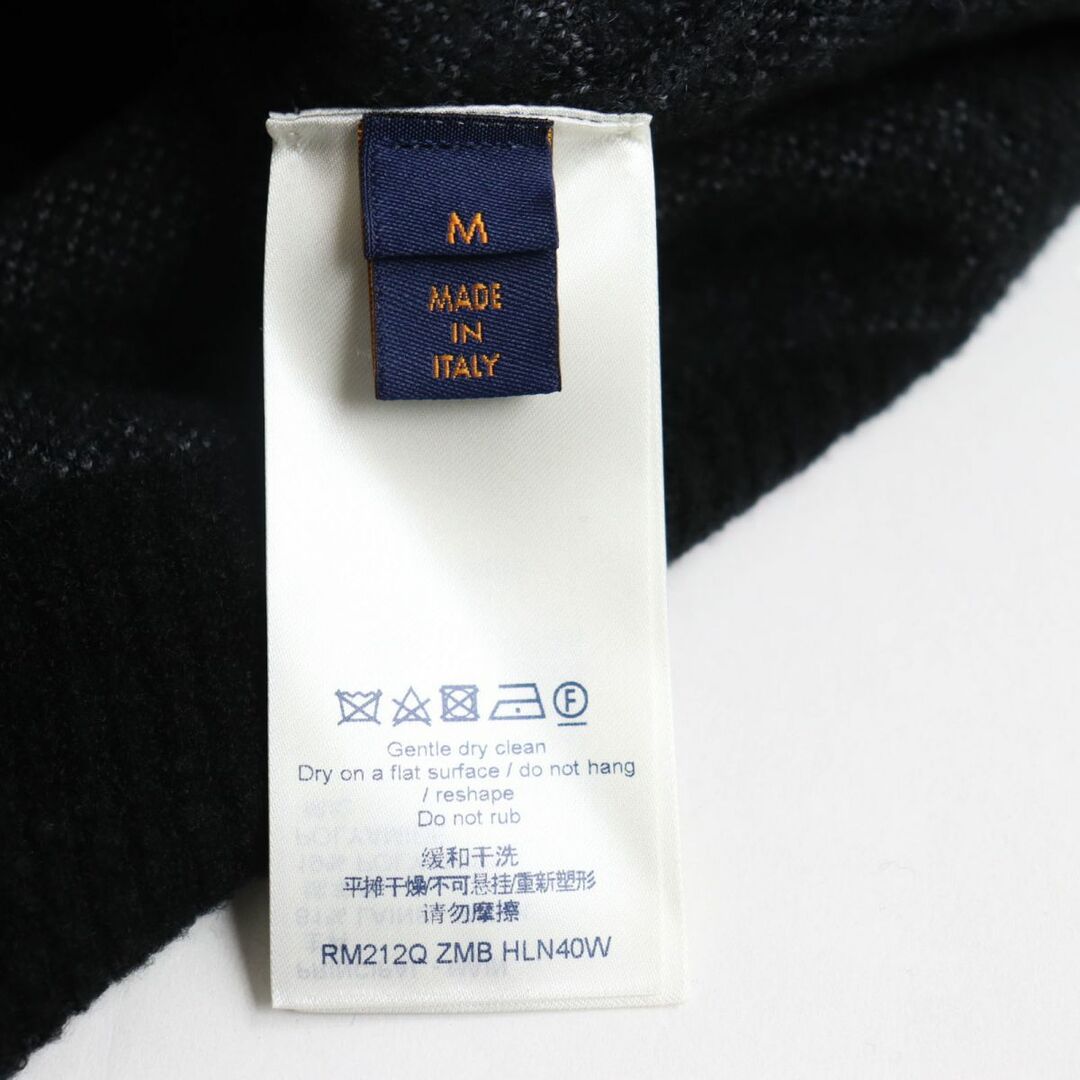 M
MADE
IN
ITALY
F
Gentle dry clean
Dry on a flat surface / do not hang
/ reshape
Do not rub
缓和干洗
平摊干燥/不可悬挂/重新塑形
请勿摩擦
RM212Q ZMB HLN40W